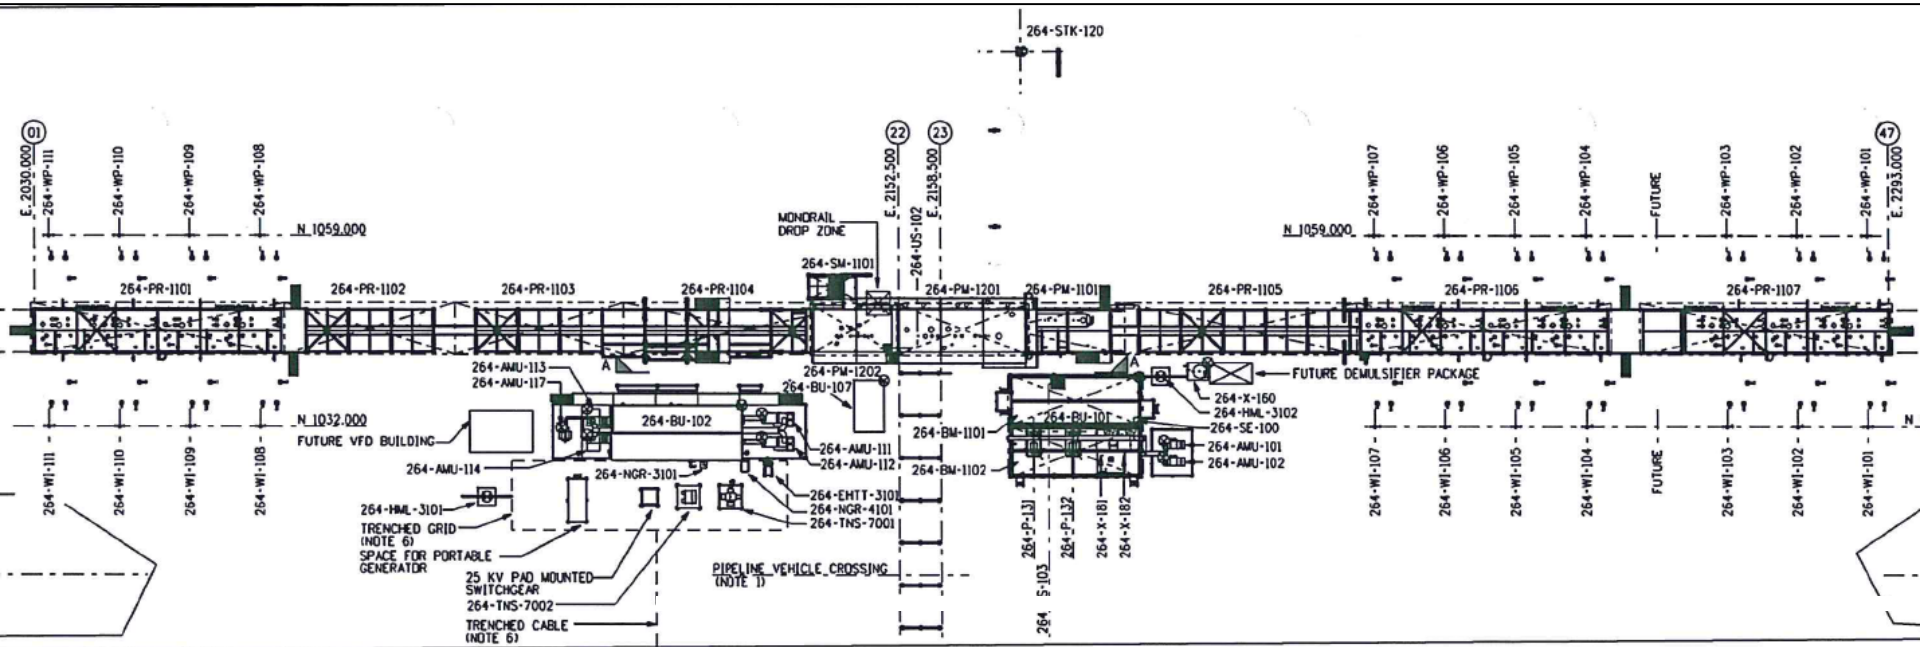 264-STK-120
01
22
23
47
E. 2030.000
264-WP-111
264-WP-110
264-WP-109
264-WP-108
E. 2152.500
E. 2158.500
264-US-102
264-WP-107
264-WP-106
264-WP-105
264-WP-104
FUTURE
264-WP-103
264-WP-102
264-WP-101
E. 2293.000
N 1059.000
MONORAIL
DROP ZONE
N 1059.000
264-SM-1101
264-PR-1101
264-PR-1102
264-PR-1103
264-PR-1104
264-PM-1201
264-PM-1101
264-PR-1105
264-PR-1106
264-PR-1107
A
A
264-AMU-113
264-AMU-117
264-PM-1202
264-BU-107
FUTURE DEMULSIFIER PACKAGE
264-X-160
264-HML-3102
264-SE-100
264-BU-101
264-BU-102
N 1032.000
N
FUTURE VFD BUILDING
264-BM-1101
264-AMU-111
264-AMU-112
264-AMU-101
264-AMU-102
264-AMU-114
264-NGR-3101
264-BM-1102
264-WI-111
264-WI-110
264-WI-109
264-WI-108
264-WI-107
264-WI-106
264-WI-105
264-WI-104
FUTURE
264-WI-103
264-WI-102
264-WI-101
264-EHTT-3101
264-NGR-4101
264-TNS-7001
264-HML-3101
TRENCHED GRID
(NOTE 6)
SPACE FOR PORTABLE
GENERATOR
264-P-131
264-P-132
264-X-181
264-X-182
25 KV PAD MOUNTED
SWITCHGEAR
264-TNS-7002
TRENCHED CABLE
(NOTE 6)
PIPELINE VEHICLE CROSSING
(NOTE 1)
264 S-103